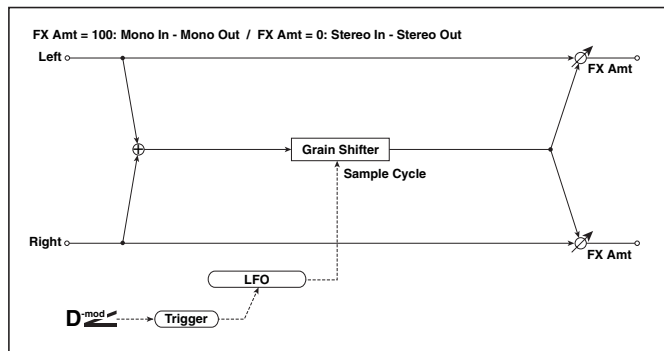 FX Amt = 100: Mono In - Mono Out / FX Amt = 0: Stereo In - Stereo Out
Left
FX Amt
Grain Shifter
Sample Cycle
Right
FX Amt
LFO
D-mod
Trigger